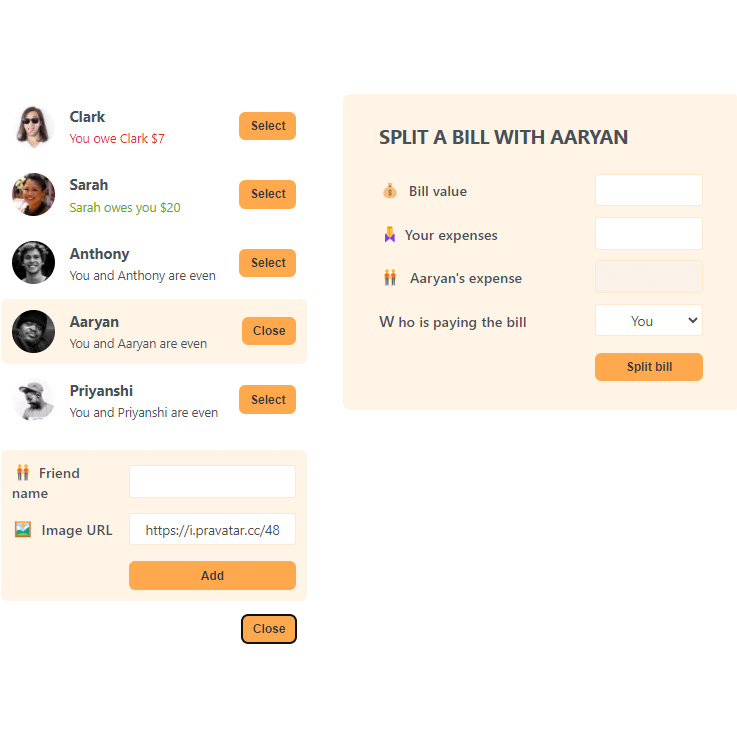 Clark
You owe Clark $7
Select
Sarah
Sarah owes you $20
Select
Anthony
You and Anthony are even
Select
Aaryan
You and Aaryan are even
Close
Priyanshi
You and Priyanshi are even
Select
Friend
name
Image URL
https://i.pravatar.cc/48
Add
Close
SPLIT A BILL WITH AARYAN
Bill value
Your expenses
Aaryan's expense
W ho is paying the bill
You
Split bill